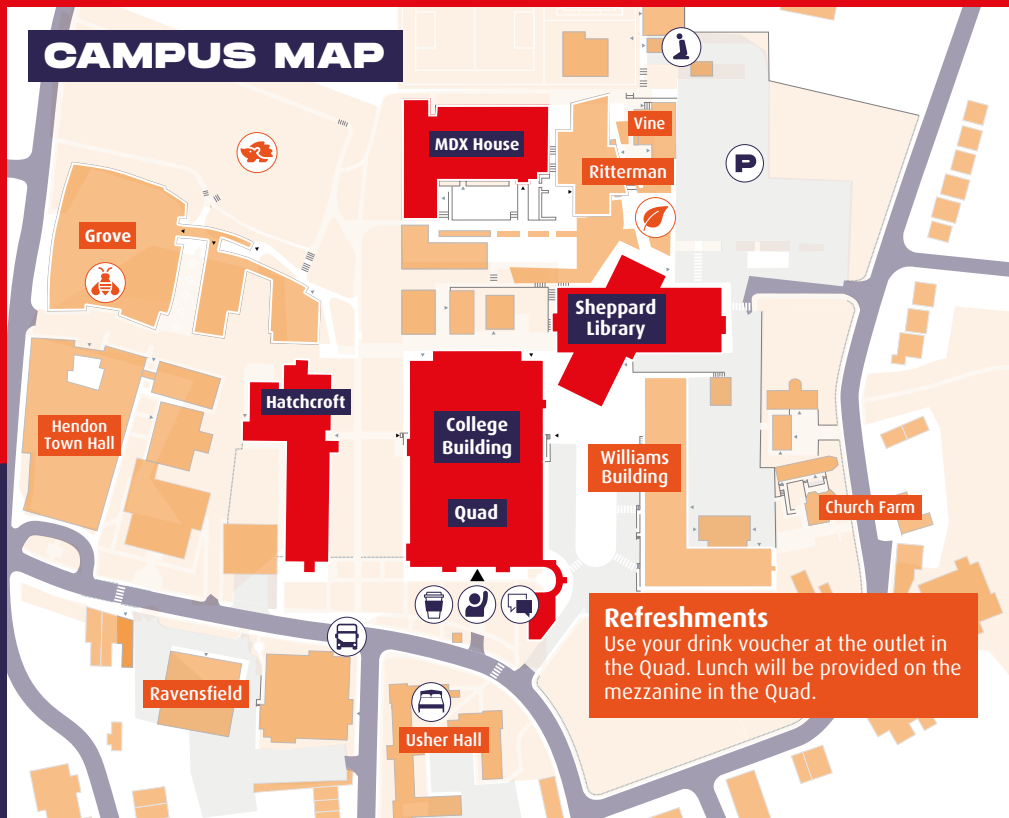 CAMPUS MAP
MDX House
Vine
Ritterman
P
Grove
Sheppard
Library
Hatchcroft
Hendon
Town Hall
College
Building
Williams
Building
Quad
Church Farm
Refreshments
Use your drink voucher at the outlet in
the Quad. Lunch will be provided on the
mezzanine in the Quad.
Ravensfield
Usher Hall